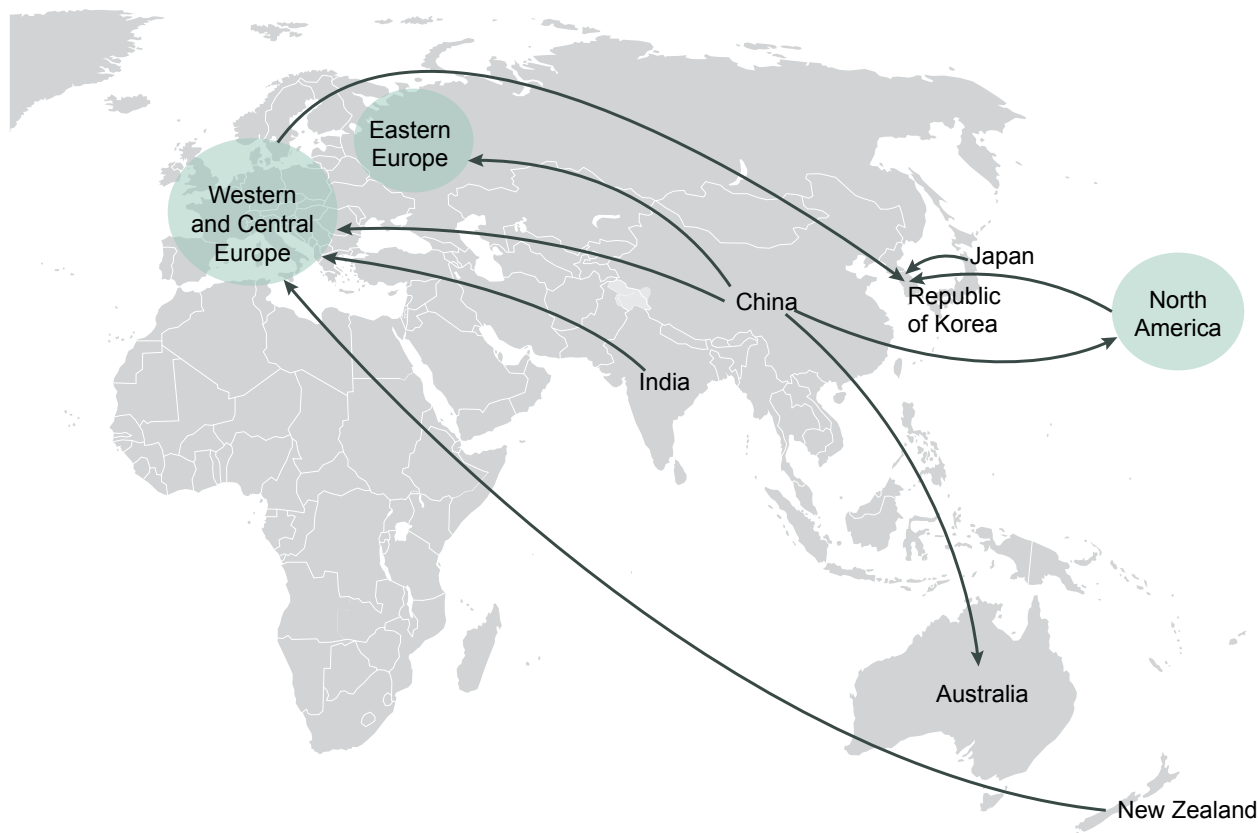 Eastern
Europe
Western
and Central
Europe
Japan
China
Republic
of Korea
North
America
India
Australia
New Zealand